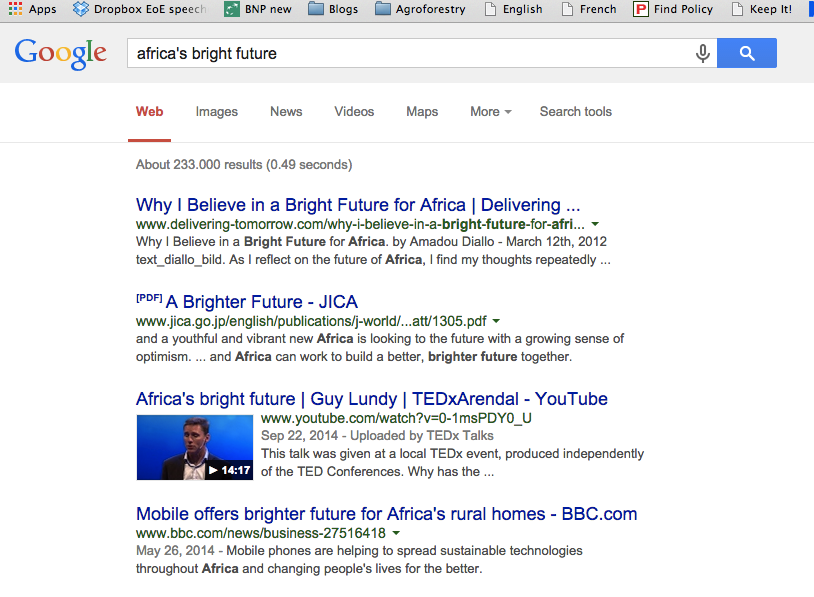 Apps Dropbox EoE speech BNP new Blogs Agroforestry English French Find Policy Keep It!
Google africa's bright future
Web Images News Videos Maps More Search tools
About 233.000 results (0.49 seconds)
Why I Believe in a Bright Future for Africa | Delivering ...
www.delivering-tomorrow.com/why-i-believe-in-a-bright-future-for-afri...
Why I Believe in a Bright Future for Africa. by Amadou Diallo - March 12th, 2012
text_diallo_bild. As I reflect on the future of Africa, I find my thoughts repeatedly ...
[PDF] A Brighter Future - JICA
www.jica.go.jp/english/publications/j-world/...att/1305.pdf
and a youthful and vibrant new Africa is looking to the future with a growing sense of
optimism. ... and Africa can work to build a better, brighter future together.
Africa's bright future | Guy Lundy | TEDxArendal - YouTube
www.youtube.com/watch?v=0-1msPDY0_U
Sep 22, 2014 - Uploaded by TEDx Talks
This talk was given at a local TEDx event, produced independently
14:17 of the TED Conferences. Why has the ...
Mobile offers brighter future for Africa's rural homes - BBC.com
www.bbc.com/news/business-27516418
May 26, 2014 - Mobile phones are helping to spread sustainable technologies
throughout Africa and changing people's lives for the better.